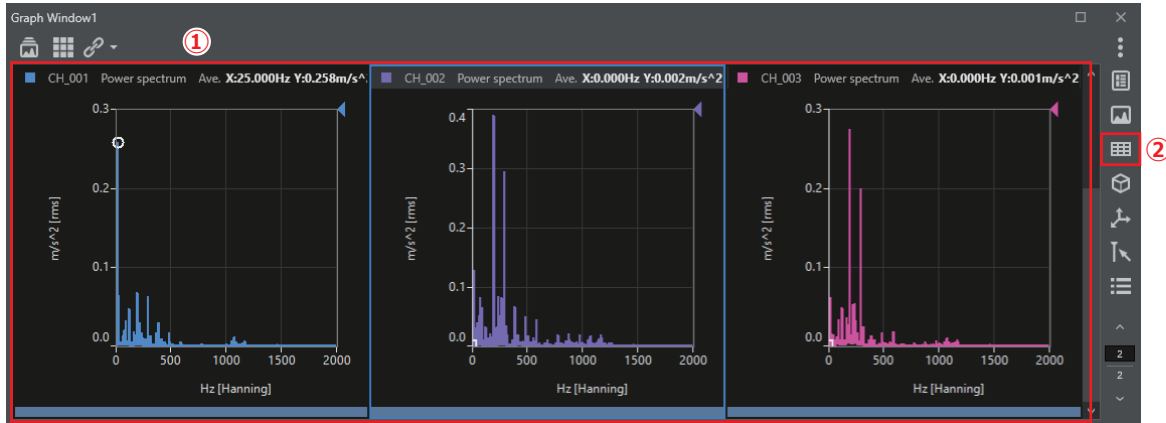 Graph Window1
①
CH_001 Power spectrum Ave. X:25.000Hz Y:0.258m/s^
CH_002 Power spectrum Ave. X:0.000Hz Y:0.002m/s^2
CH_003 Power spectrum Ave. X:0.000Hz Y:0.001m/s^2
0.3
0.2
0.1
0.0
m/s^2 [rms]
0 500 1000 1500 2000
Hz [Hanning]
0.4
0.3
0.2
0.1
0.0
m/s^2 [rms]
0 500 1000 1500 2000
Hz [Hanning]
0.3
0.2
0.1
0.0
m/s^2 [rms]
0 500 1000 1500 2000
Hz [Hanning]
②
2
2